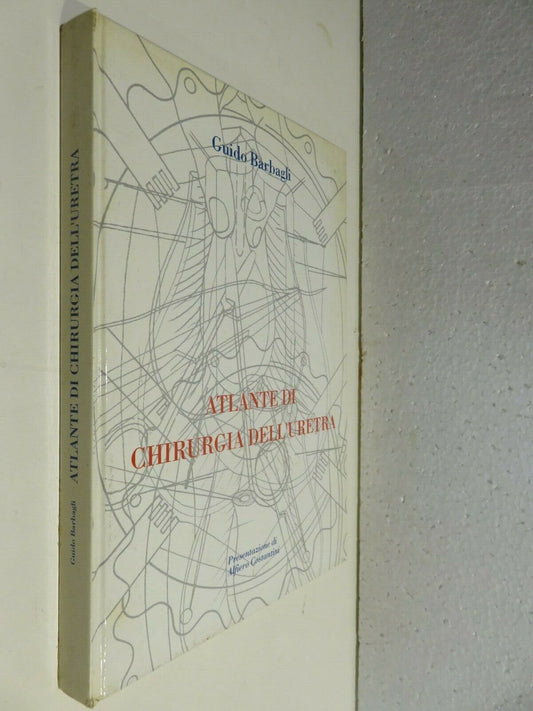 Guido Barbagli
ATLANTE DI
CHIRURGIA DELL'URETRA
Presentazione di
Alfiero Costantini
Guido Barbagli ATLANTE DI CHIRURGIA DELL'URETRA